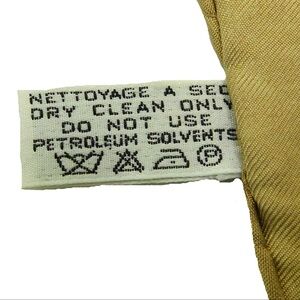 NETTOYAGE A SEC
DRY CLEAN ONLY
DO NOT USE
PETROLEUM SOLVENTS
P